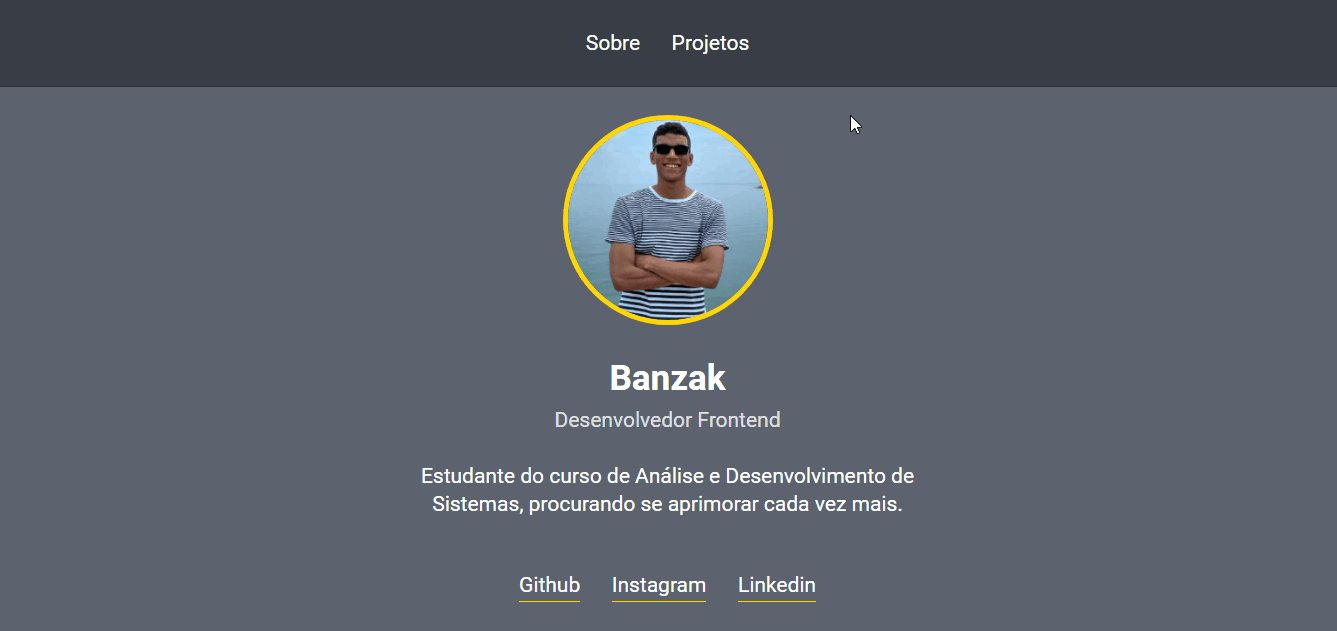 Sobre Projetos
Banzak
Desenvolvedor Frontend
Estudante do curso de Análise e Desenvolvimento de
Sistemas, procurando se aprimorar cada vez mais.
Github Instagram Linkedin